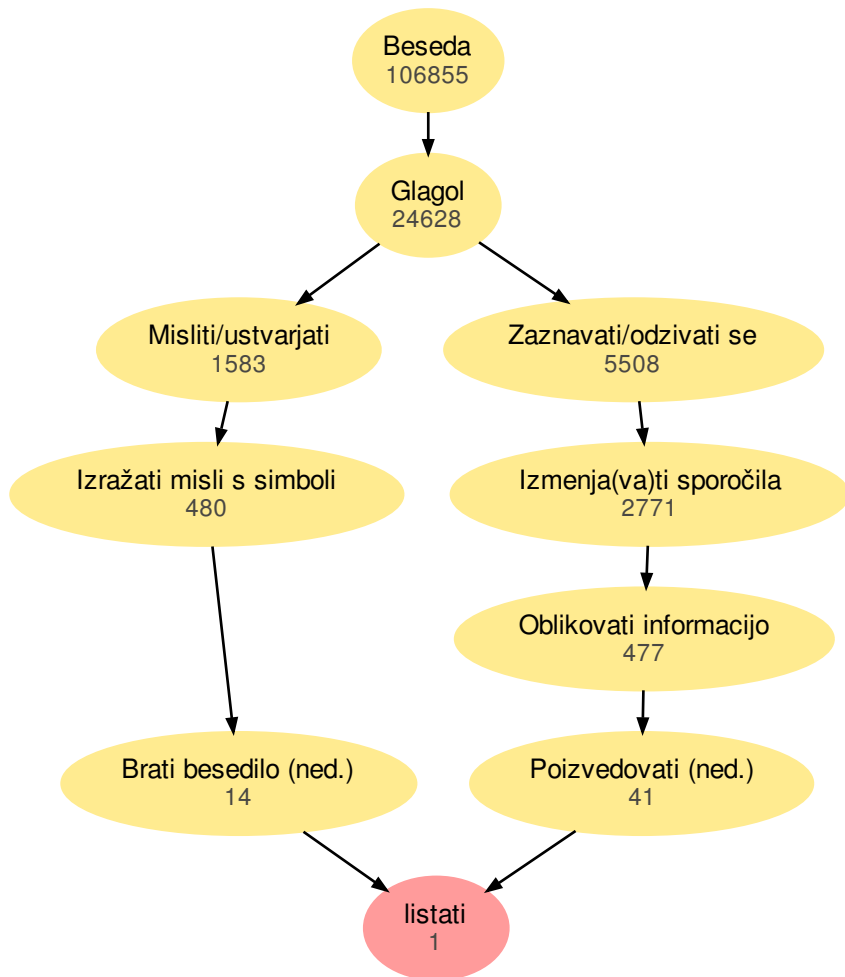 Beseda
106855
Glagol
24628
Misliti/ustvarjati
1583
Zaznavati/odzivati se
5508
Izražati misli s simboli
480
Izmenja(va)ti sporočila
2771
Oblikovati informacijo
477
Brati besedilo (ned.)
14
Poizvedovati (ned.)
41
listati
1